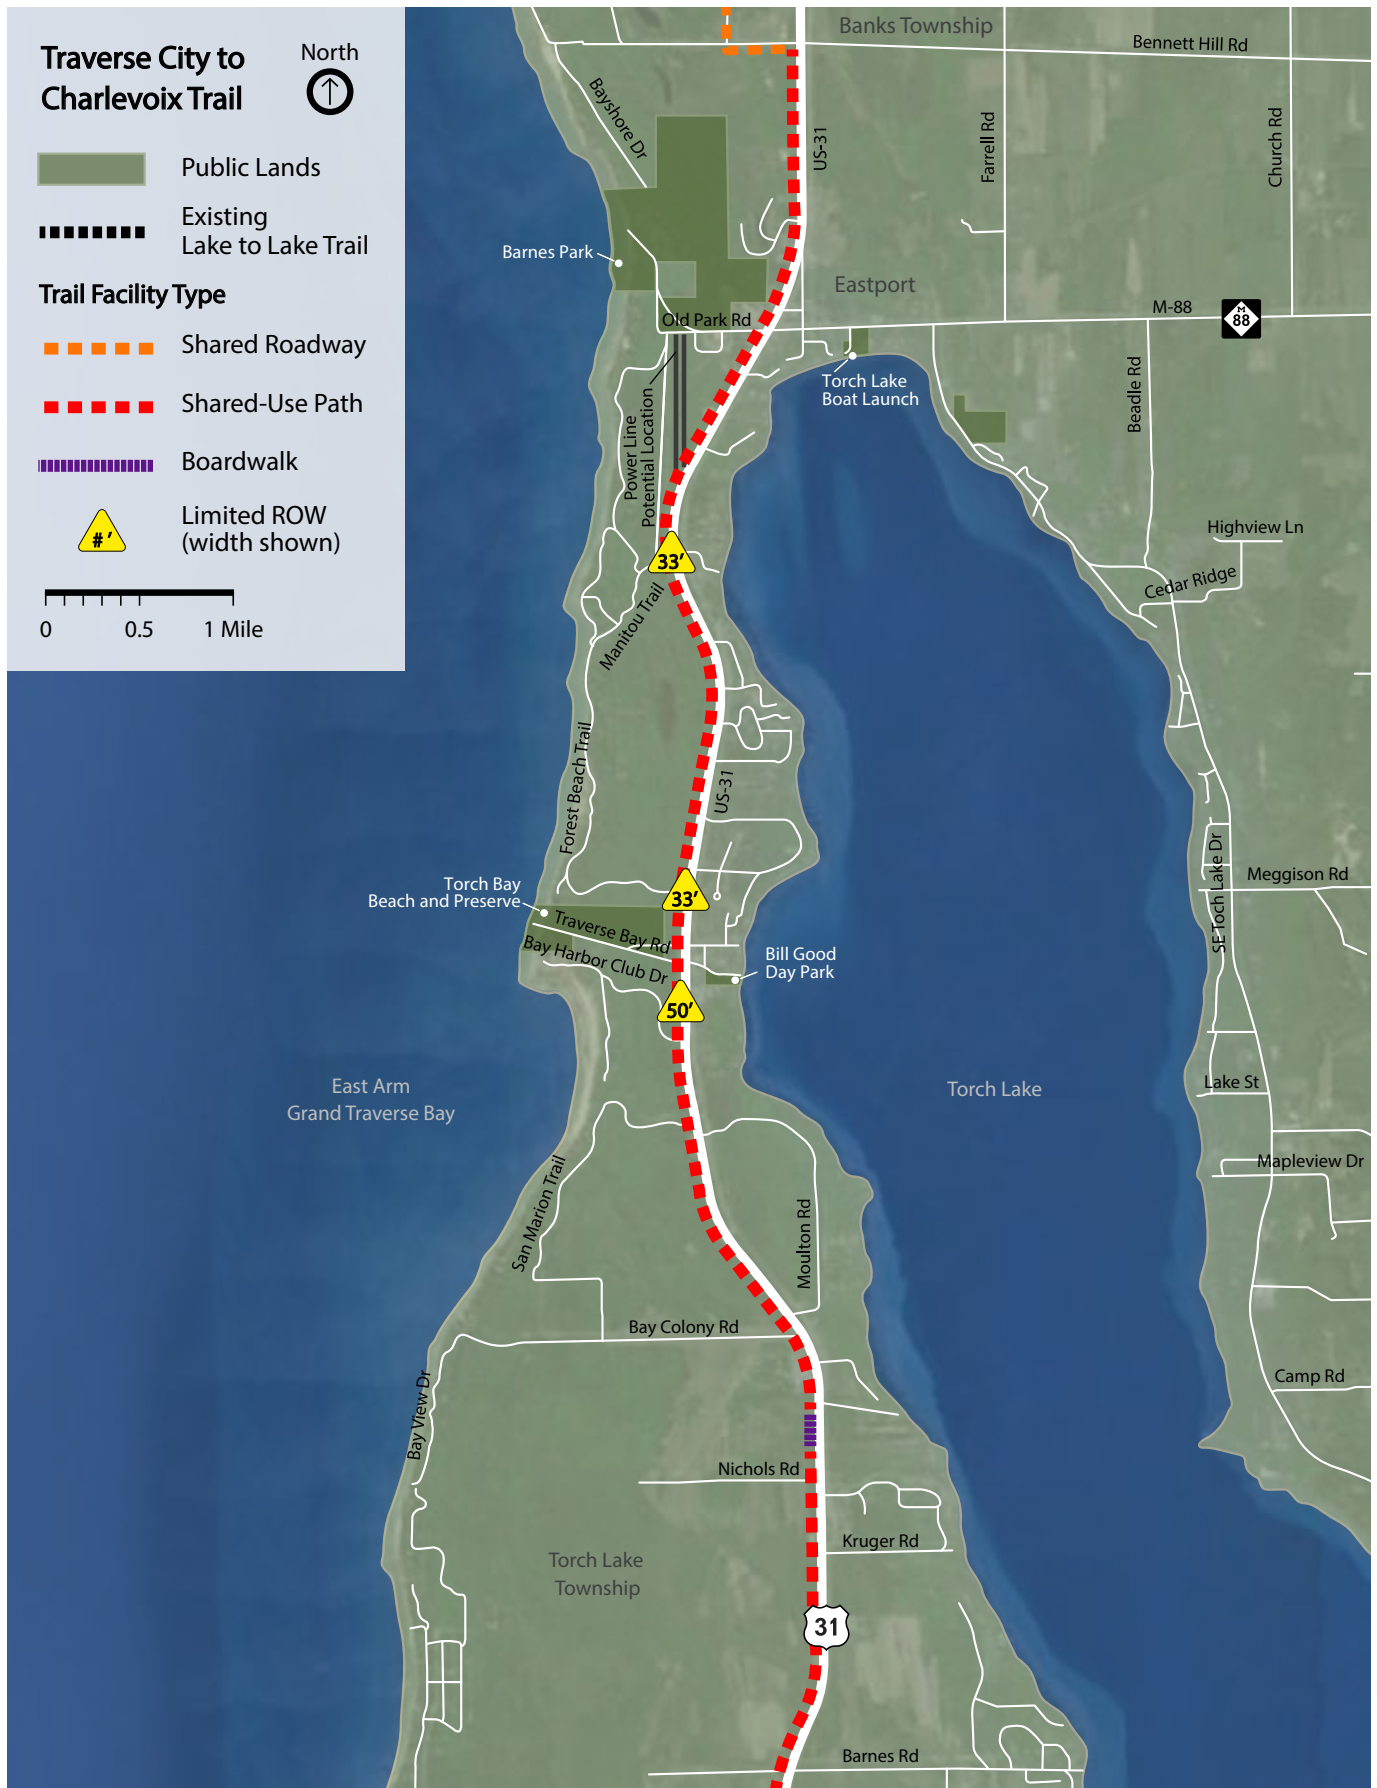 Traverse City to
Charlevoix Trail
North
Public Lands
Existing
Lake to Lake Trail
Trail Facility Type
Shared Roadway
Shared-Use Path
Boardwalk
#'
Limited ROW
(width shown)
0 0.5 1 Mile
Banks Township
Bennett Hill Rd
Bayshore Dr
US-31
Farrell Rd
Church Rd
Barnes Park
Eastport
M-88
M
88
Old Park Rd
Torch Lake
Boat Launch
Beadle Rd
Power Line
Potential Location
Highview Ln
33'
Cedar Ridge
Manitou Trail
Forest Beach Trail
US-31
SE Toch Lake Dr
Meggison Rd
Torch Bay
Beach and Preserve
33'
Traverse Bay Rd
Bay Harbor Club Dr
Bill Good
Day Park
50'
East Arm
Grand Traverse Bay
Torch Lake
Lake St
Mapleview Dr
San Marion Trail
Moulton Rd
Bay Colony Rd
Bay View Dr
Camp Rd
Nichols Rd
Kruger Rd
Torch Lake
Township
31
Barnes Rd